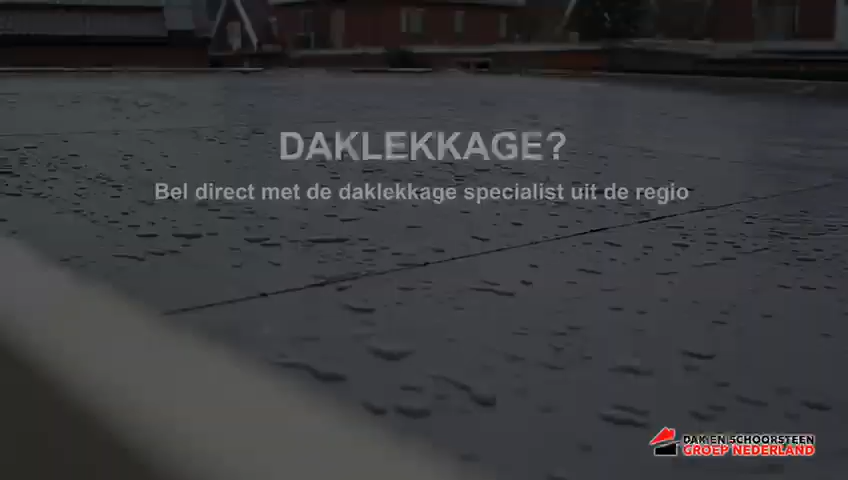 DAKLEKKAGE?
Bel direct met de daklekkage specialist uit de regio
DAK EN SCHOORSTEEN
GROEP NEDERLAND